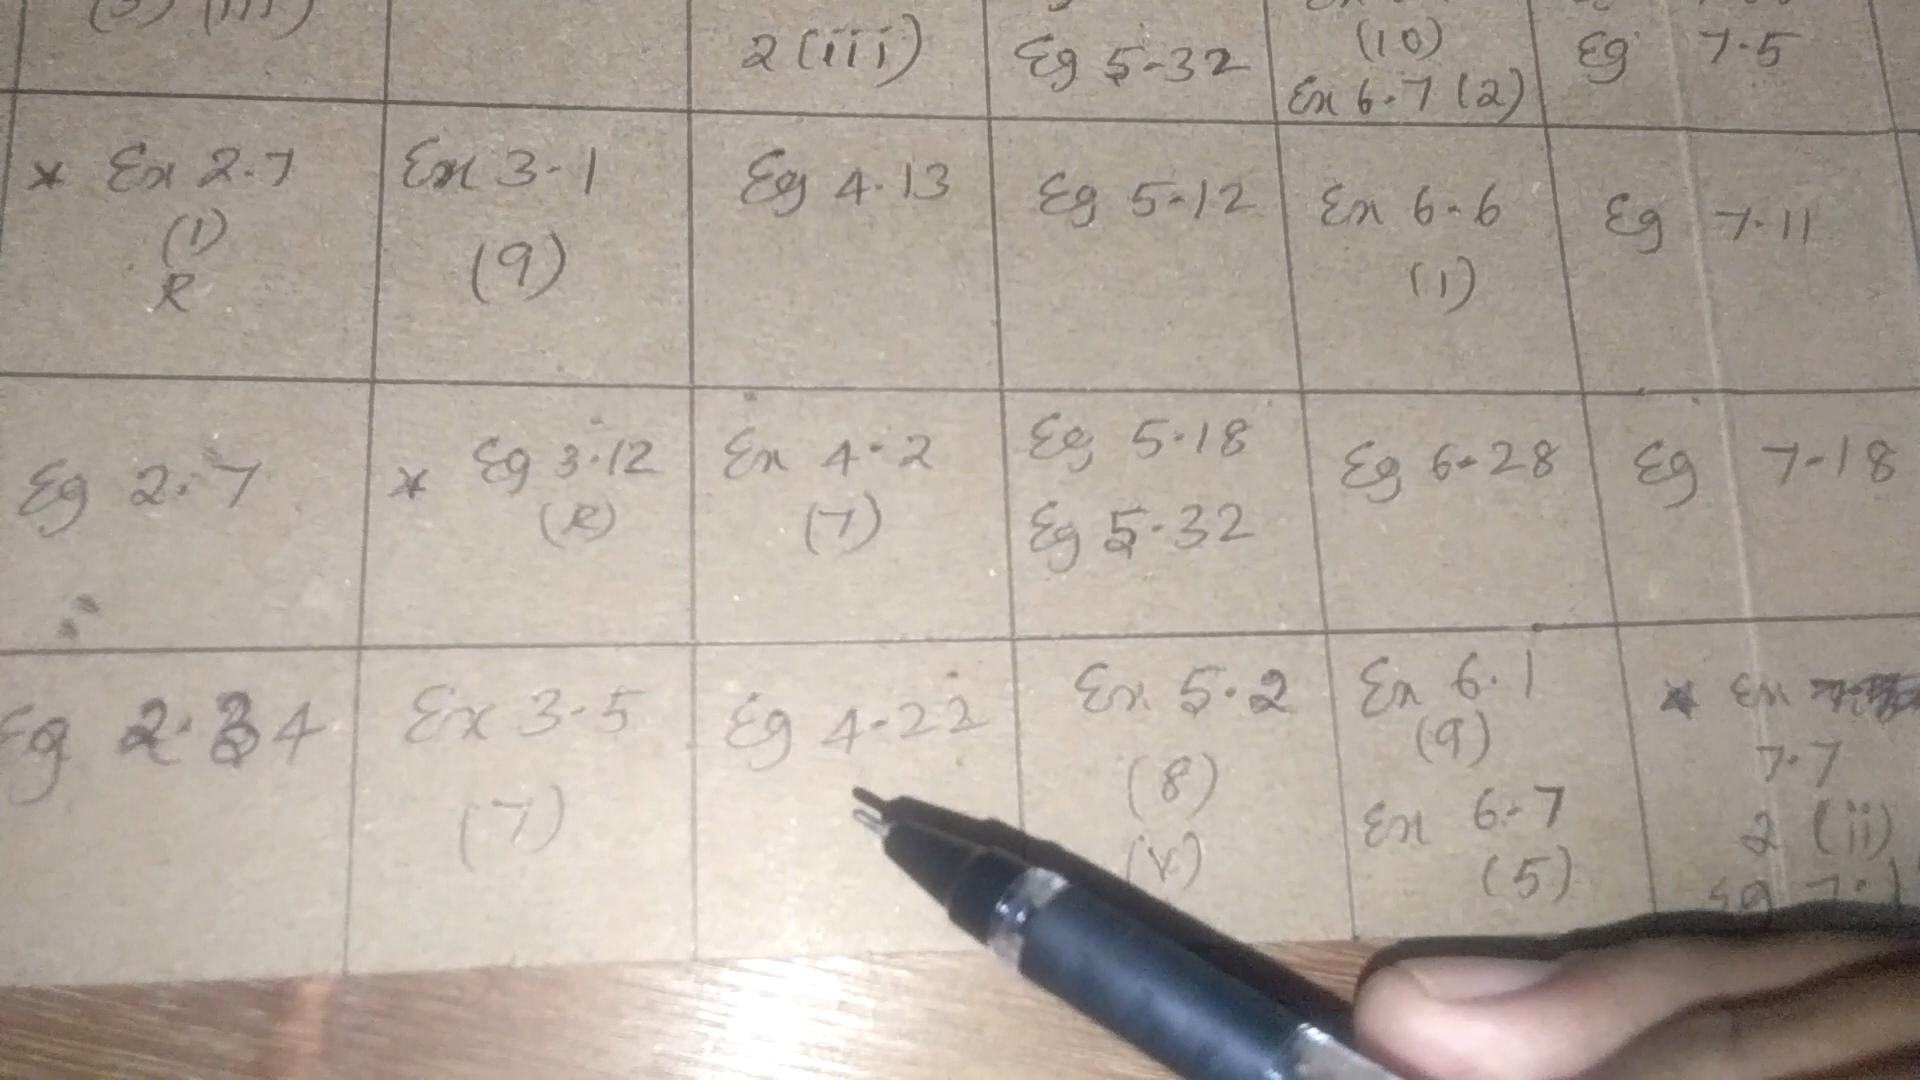 2 (iii)
Eg 5.32
(10)
Ex 6.7 (2)
Eg 7.5
* Ex 2.7
(1)
R
Ex 3.1
(9)
Eg 4.13
Eg 5.12
Ex 6.6
(1)
Eg 7.11
Eg 2.7
* Eg 3.12
(R)
Ex 4.2
(7)
Eg 5.18
Eg 5.32
Eg 6.28
Eg 7.18
Eg 2.34
Ex 3.5
(7)
Eg 4.22
Ex 5.2
(8)
(v)
Ex 6.1
(9)
Ex 6.7
(5)
* Ex
7.7
2 (ii)